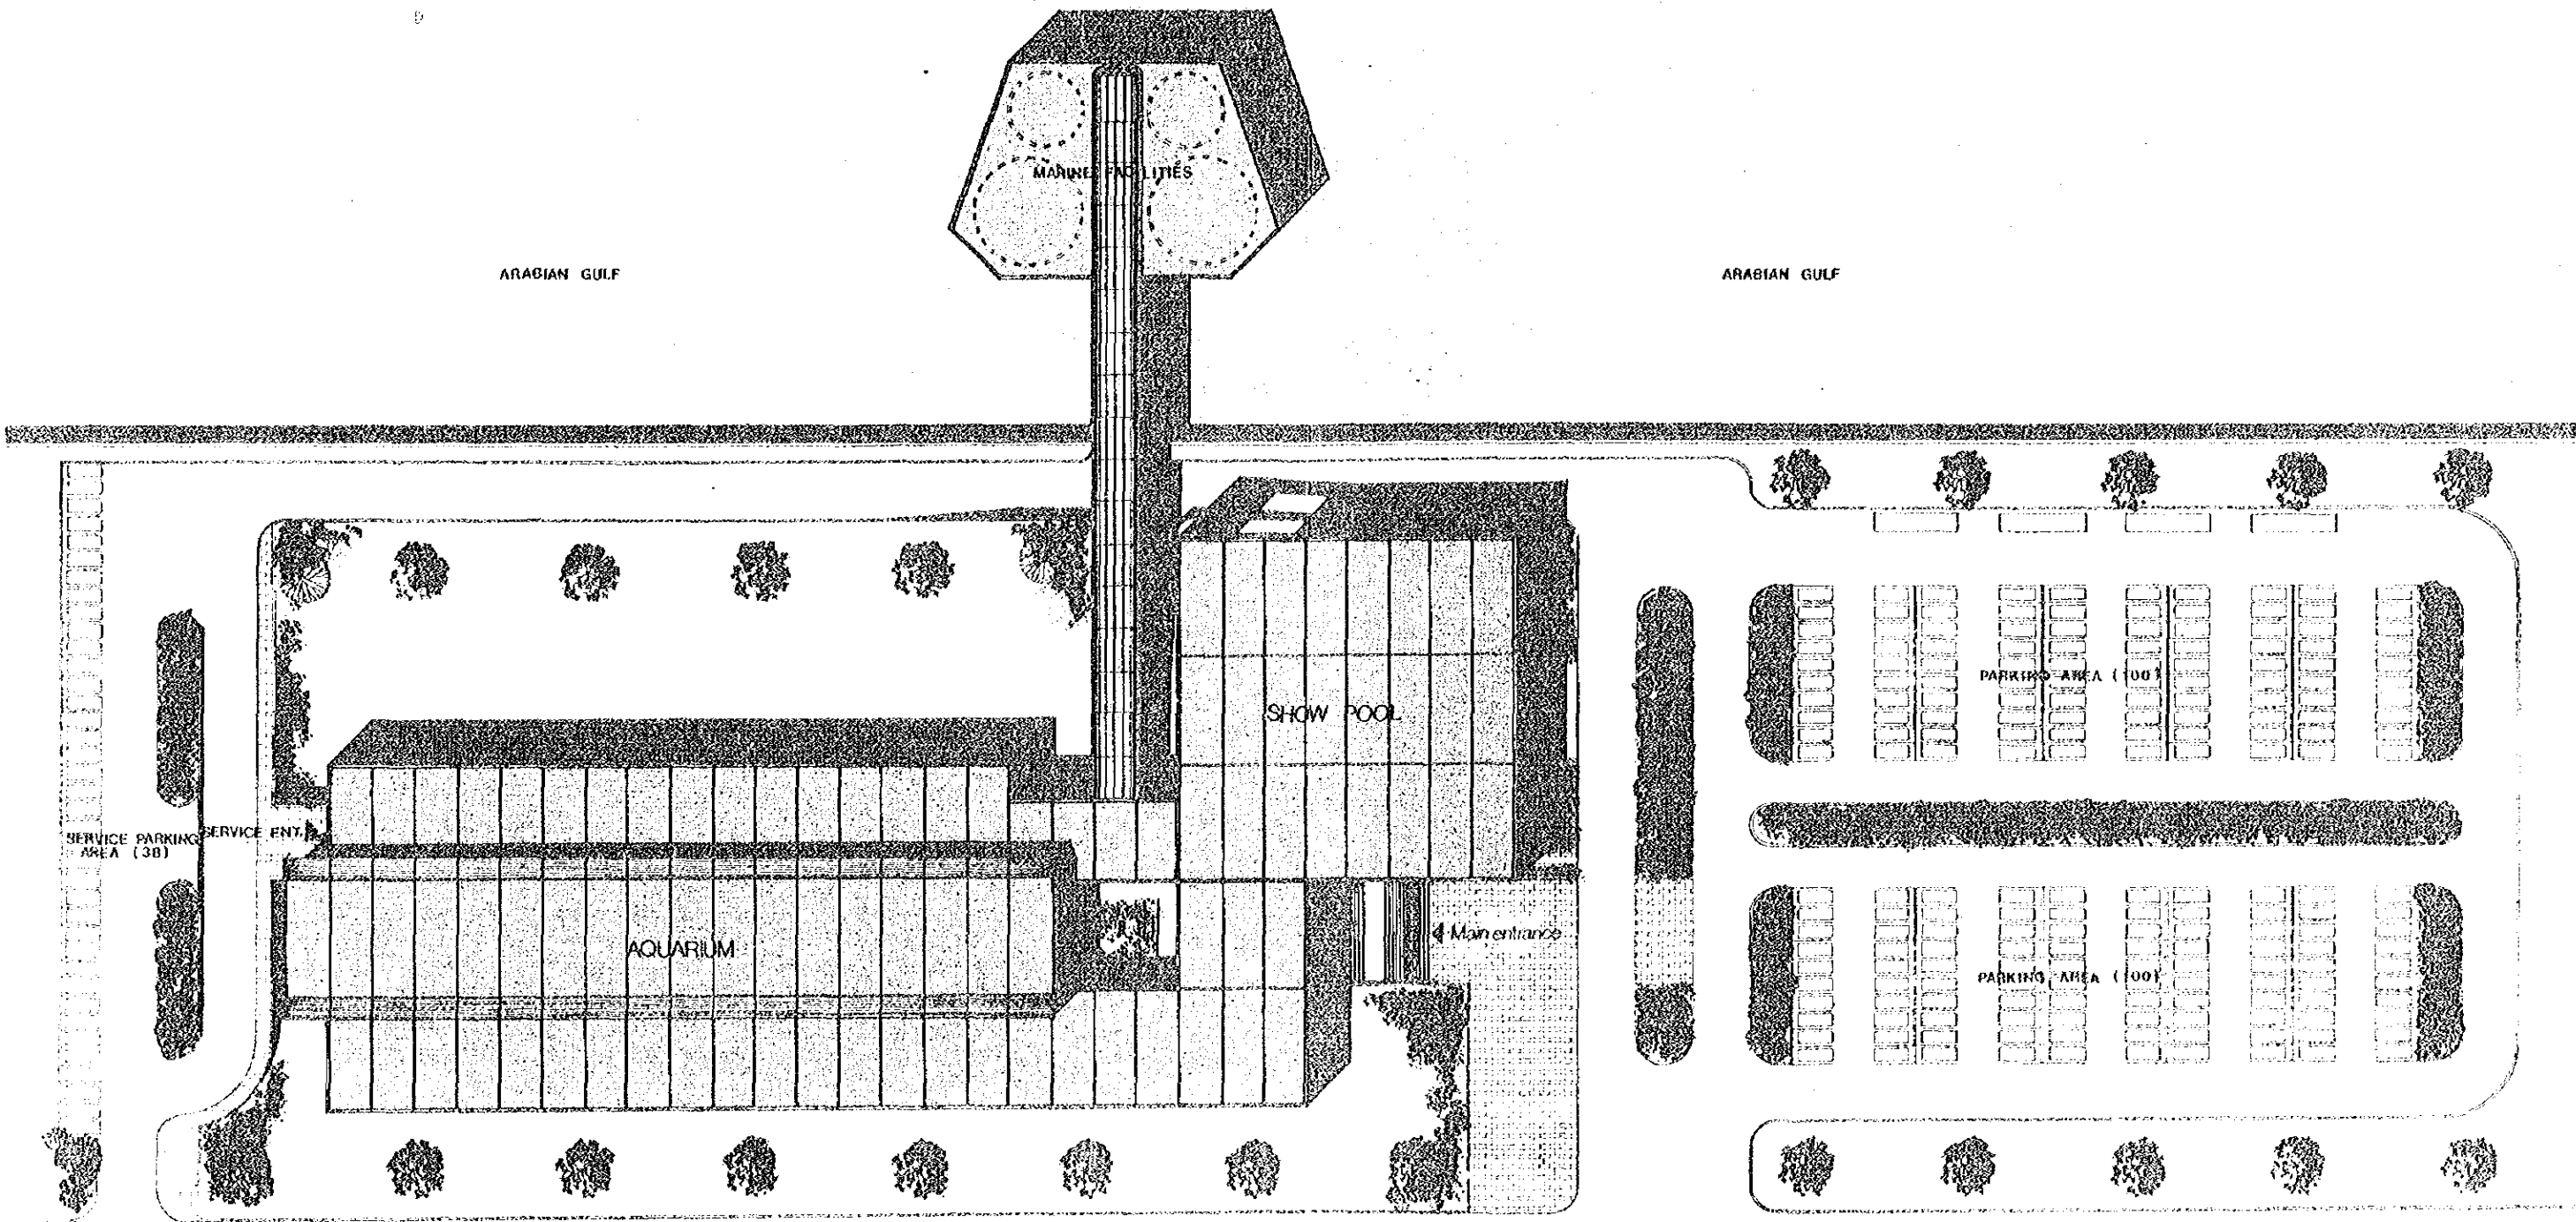 MARINE FACILITIES
ARABIAN GULF
ARABIAN GULF
PARKING AREA (100)
SHOW POOL
SERVICE PARKING
AREA (38)
SERVICE ENT.
Main entrance
AQUARIUM
PARKING AREA (100)